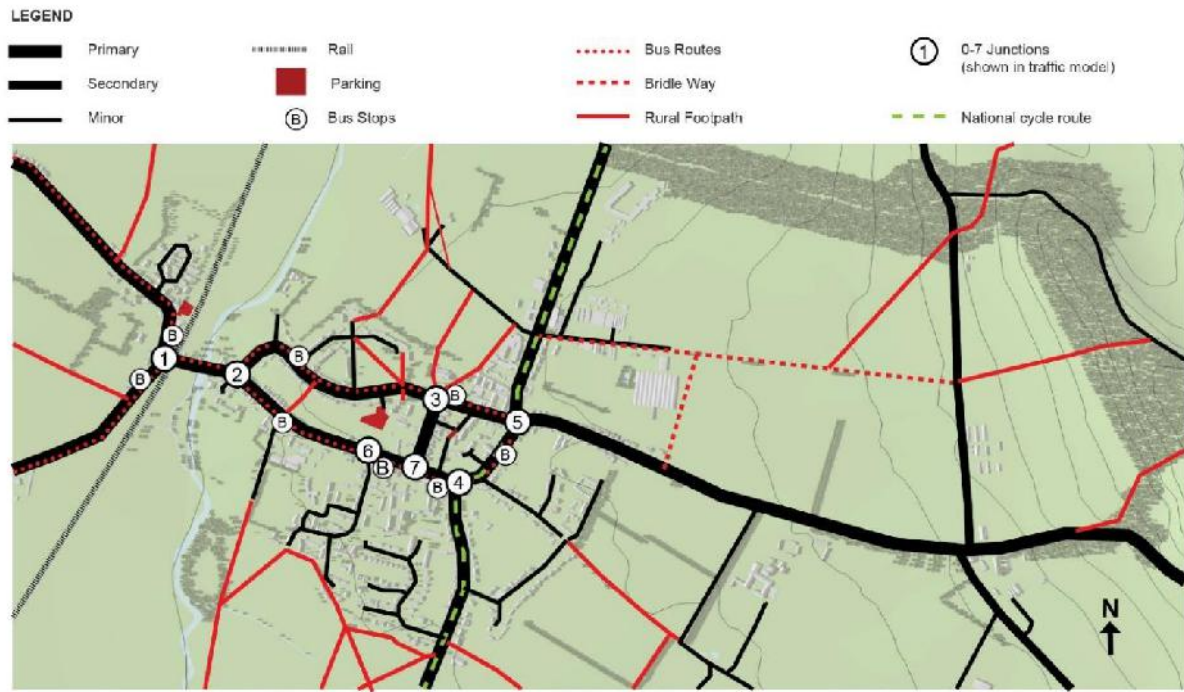 LEGEND
Primary
Rail
Bus Routes
1
0-7 Junctions
(shown in traffic model)
Secondary
Parking
Bridle Way
Minor
B
Bus Stops
Rural Footpath
National cycle route
B
1
B
2
B
3
B
B
5
6
B
7
B
4
B
N